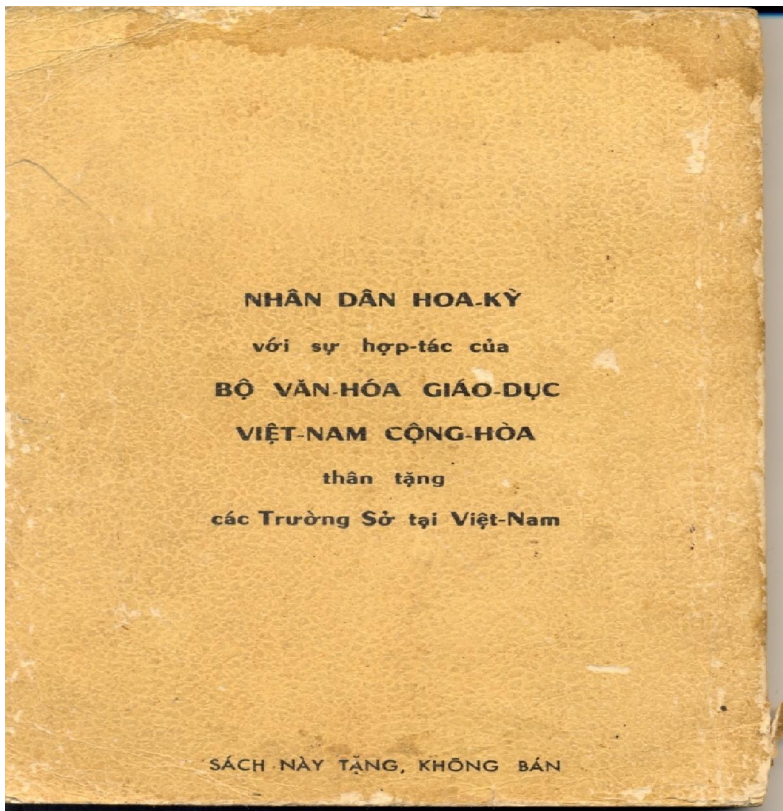 NHÂN DÂN HOA-KỲ
với sự hợp-tác của
BỘ VĂN-HÓA GIÁO-DỤC
VIỆT-NAM CỘNG-HÒA
thân tặng
các Trường Sở tại Việt-Nam
SÁCH NÀY TẶNG, KHÔNG BÁN